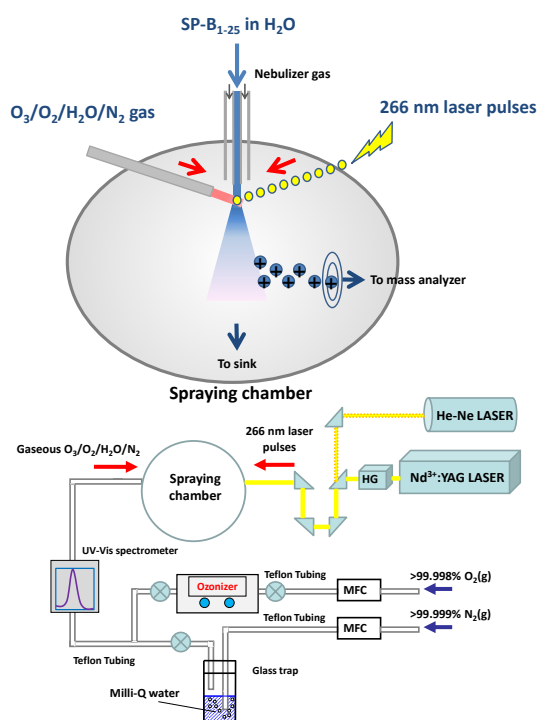 SP-B₁₋₂₅ in H₂O
Nebulizer gas
O₃/O₂/H₂O/N₂ gas
266 nm laser pulses
To mass analyzer
To sink
Spraying chamber
He-Ne LASER
266 nm laser
pulses
Gaseous O₃/O₂/H₂O/N₂
Spraying
chamber
HG
Nd³⁺:YAG LASER
UV-Vis spectrometer
Teflon Tubing
Ozonizer
Teflon Tubing
MFC
>99.998% O₂(g)
Teflon Tubing
MFC
>99.999% N₂(g)
Teflon Tubing
Glass trap
Milli-Q water